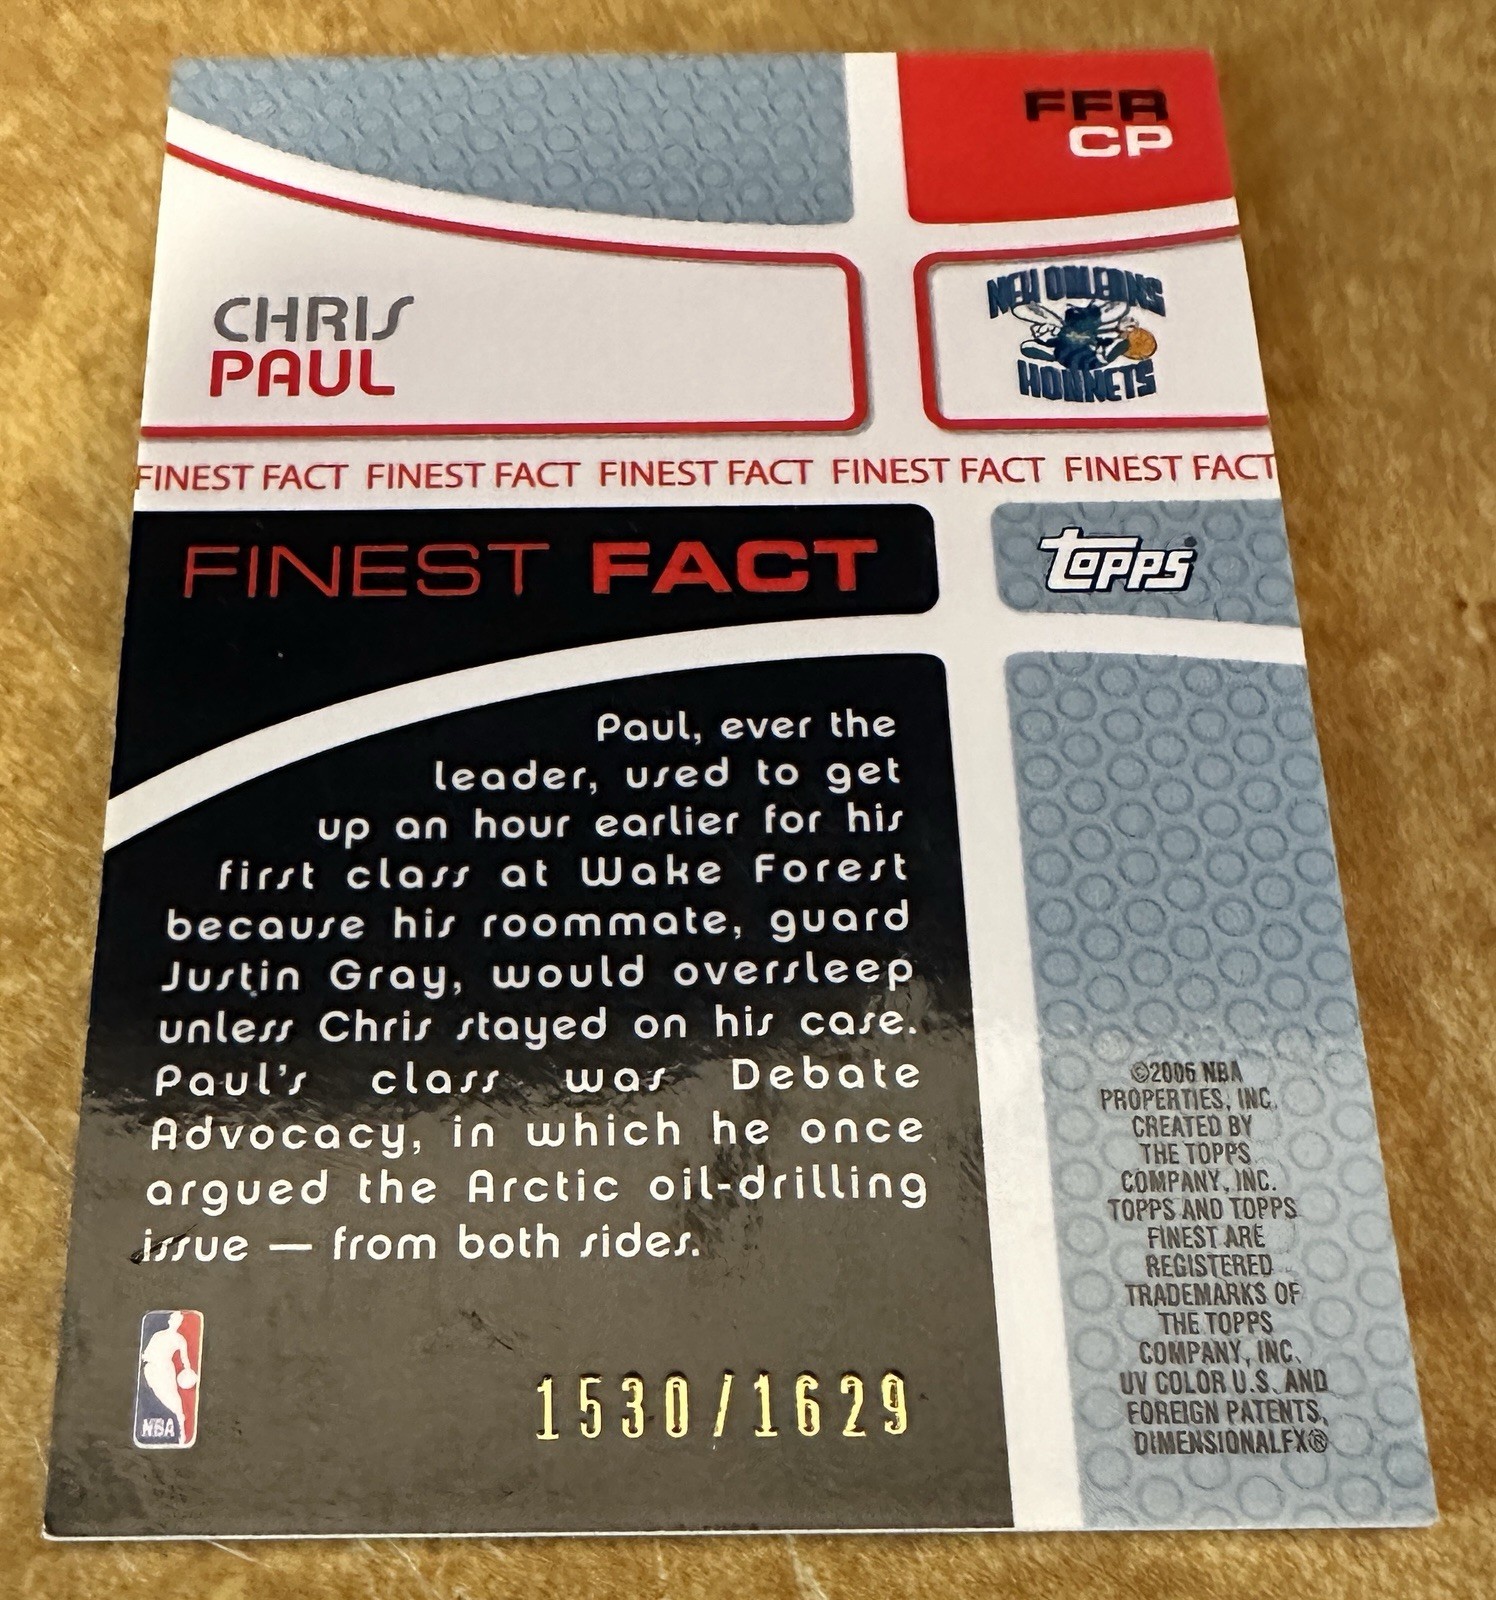 FFR
CP
CHRIS
PAUL
NEW ORLEANS
HORNETS
FINEST FACT FINEST FACT FINEST FACT FINEST FACT FINEST FACT
FINEST FACT
topps
Paul, ever the
leader, used to get
up an hour earlier for his
first class at Wake Forest
because his roommate, guard
Justin Gray, would oversleep
unless Chris stayed on his case.
Paul's class was Debate
Advocacy, in which he once
argued the Arctic oil-drilling
issue — from both sides.
NBA
1530/1629
©2006 NBA
PROPERTIES, INC.
CREATED BY
THE TOPPS
COMPANY, INC.
TOPPS AND TOPPS
FINEST ARE
REGISTERED
TRADEMARKS OF
THE TOPPS
COMPANY, INC.
UV COLOR U.S. AND
FOREIGN PATENTS,
DIMENSIONALFX®